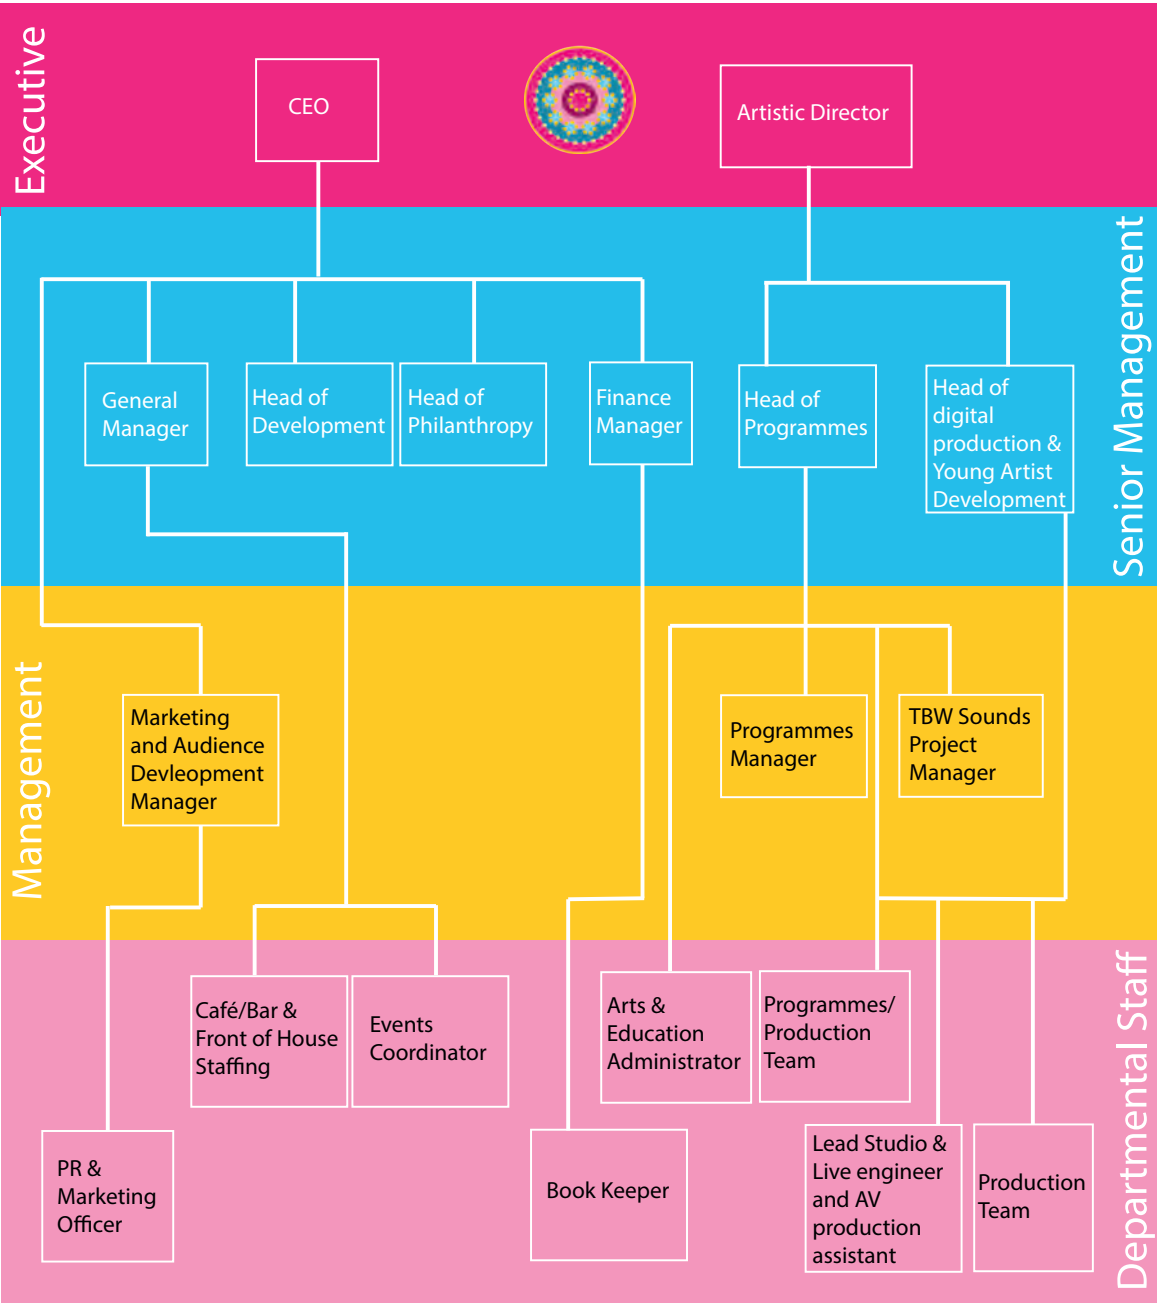 Executive
CEO
Artistic Director
Senior Management
General
Manager
Head of
Development
Head of
Philanthropy
Finance
Manager
Head of
Programmes
Head of
digital
production &
Young Artist
Development
Management
Marketing
and Audience
Devleopment
Manager
Programmes
Manager
TBW Sounds
Project
Manager
Departmental Staff
Café/Bar &
Front of House
Staffing
Events
Coordinator
Arts &
Education
Administrator
Programmes/
Production
Team
PR &
Marketing
Officer
Book Keeper
Lead Studio &
Live engineer
and AV
production
assistant
Production
Team